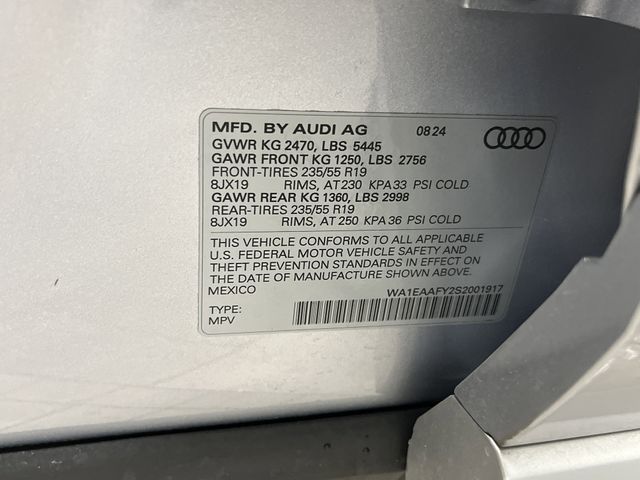 MFD. BY AUDI AG 08 24
GVWR KG 2470, LBS 5445
GAWR FRONT KG 1250, LBS 2756
FRONT-TIRES 235/55 R19
8JX19 RIMS, AT 230 KPA 33 PSI COLD
GAWR REAR KG 1360, LBS 2998
REAR-TIRES 235/55 R19
8JX19 RIMS, AT 250 KPA 36 PSI COLD
THIS VEHICLE CONFORMS TO ALL APPLICABLE
U.S. FEDERAL MOTOR VEHICLE SAFETY AND
THEFT PREVENTION STANDARDS IN EFFECT ON
THE DATE OF MANUFACTURE SHOWN ABOVE.
MEXICO WA1EAAFY2S2001917
TYPE:
MPV